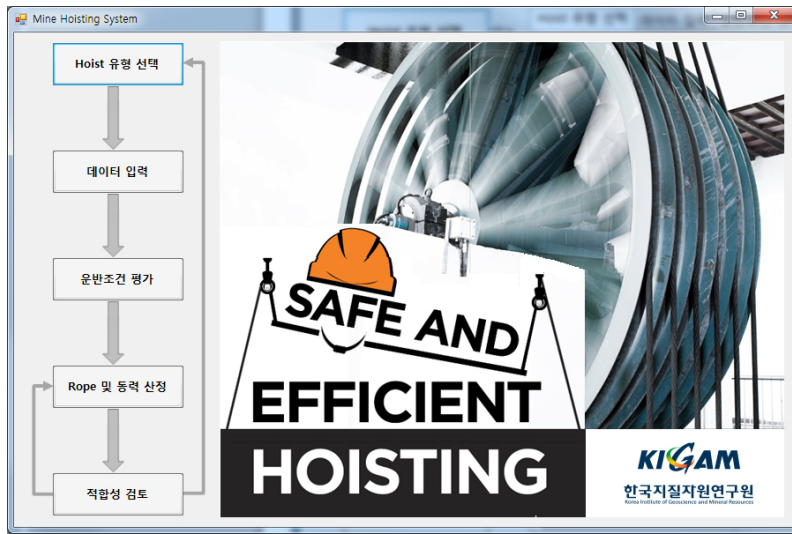 Mine Hoisting System
Hoist 유형 선택
데이터 입력
운반조건 평가
Rope 및 동력 산정
적합성 검토
SAFE AND
EFFICIENT
HOISTING
KIGAM
한국지질자원연구원
Korea Institute of Geoscience and Mineral Resources